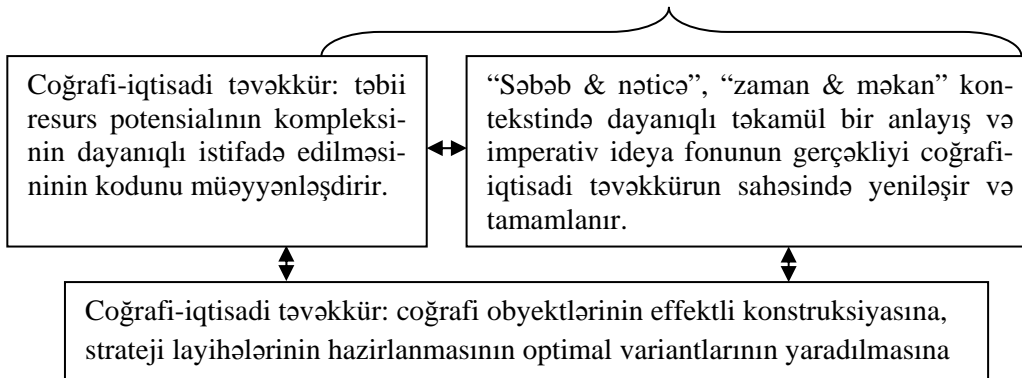 Coğrafi-iqtisadi təvəkkür: təbii
resurs potensialının kompleksi-
nin dayanıqlı istifadə edilməsi-
ninin kodunu müəyyənləşdirir.
“Səbəb & nəticə”, “zaman & məkan” kon-
tekstində dayanıqlı təkamül bir anlayış və
imperativ ideya fonunun gerçəkliyi coğrafi-
iqtisadi təvəkkürun sahəsində yeniləşir və
tamamlanır.
Coğrafi-iqtisadi təvəkkür: coğrafi obyektlərinin effektli konstruksiyasına,
strateji layihələrinin hazirlanmasının optimal variantlarının yaradılmasına